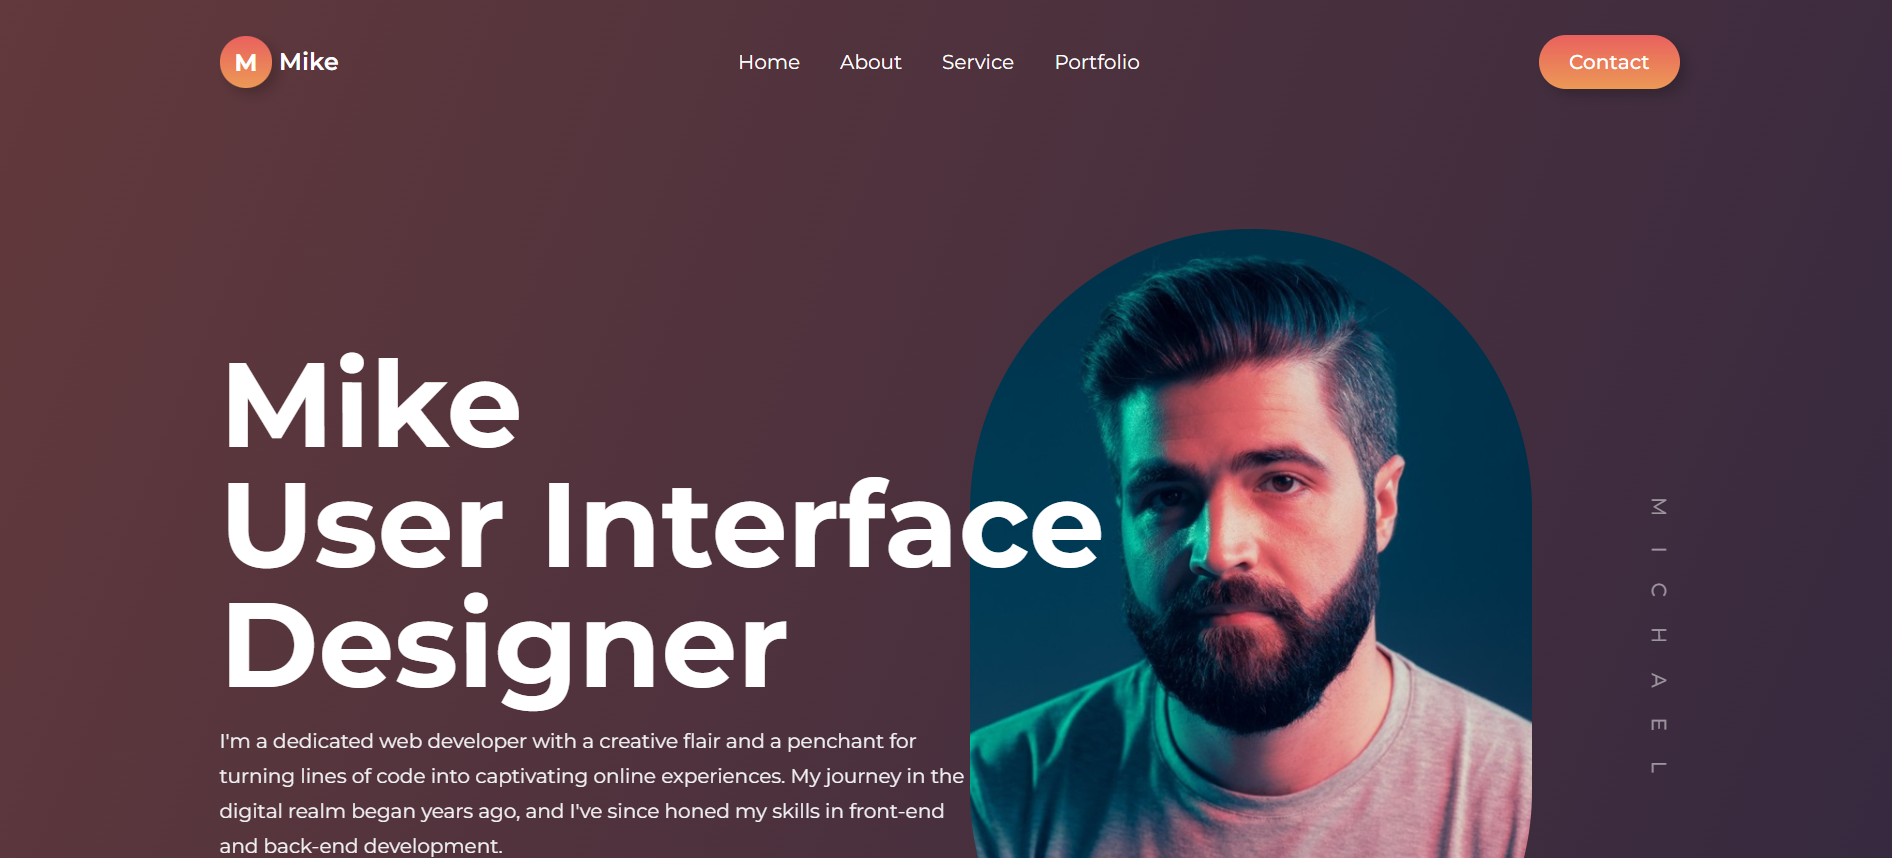 M Mike
Home About Service Portfolio
Contact
Mike
User Interface
Designer
I'm a dedicated web developer with a creative flair and a penchant for
turning lines of code into captivating online experiences. My journey in the
digital realm began years ago, and I've since honed my skills in front-end
and back-end development.
MICHAEL